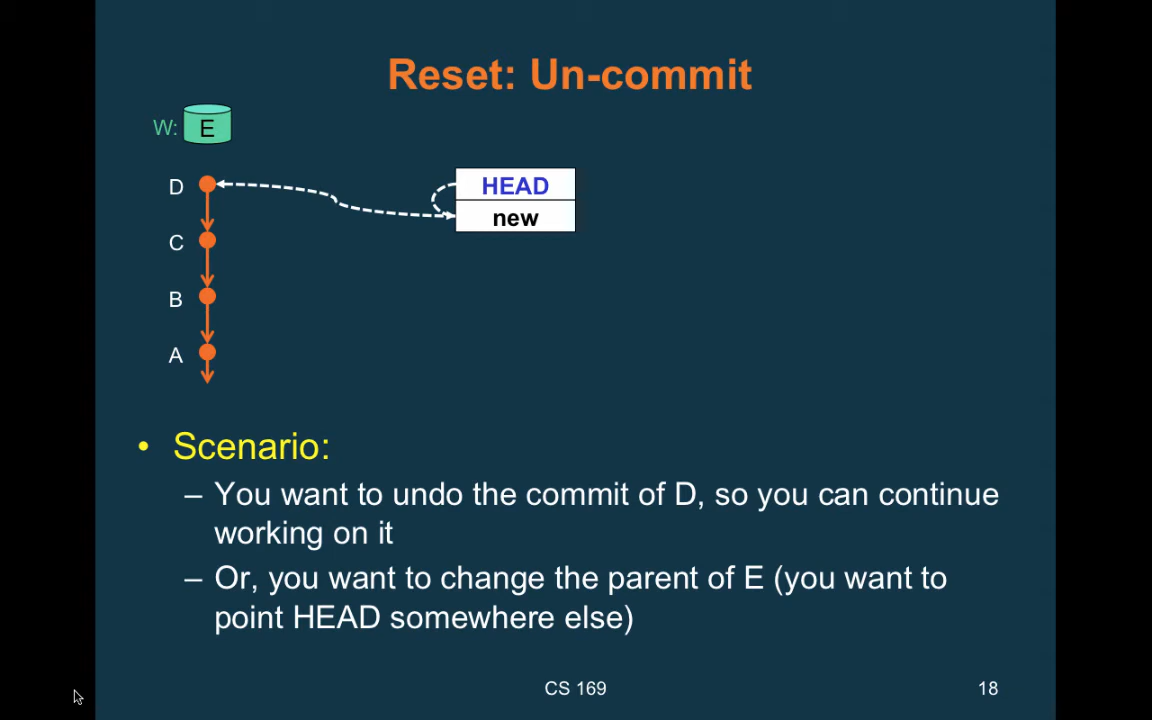 Reset: Un-commit
W: E
D
HEAD
new
C
B
A
• Scenario:
– You want to undo the commit of D, so you can continue
working on it
– Or, you want to change the parent of E (you want to
point HEAD somewhere else)
CS 169
18